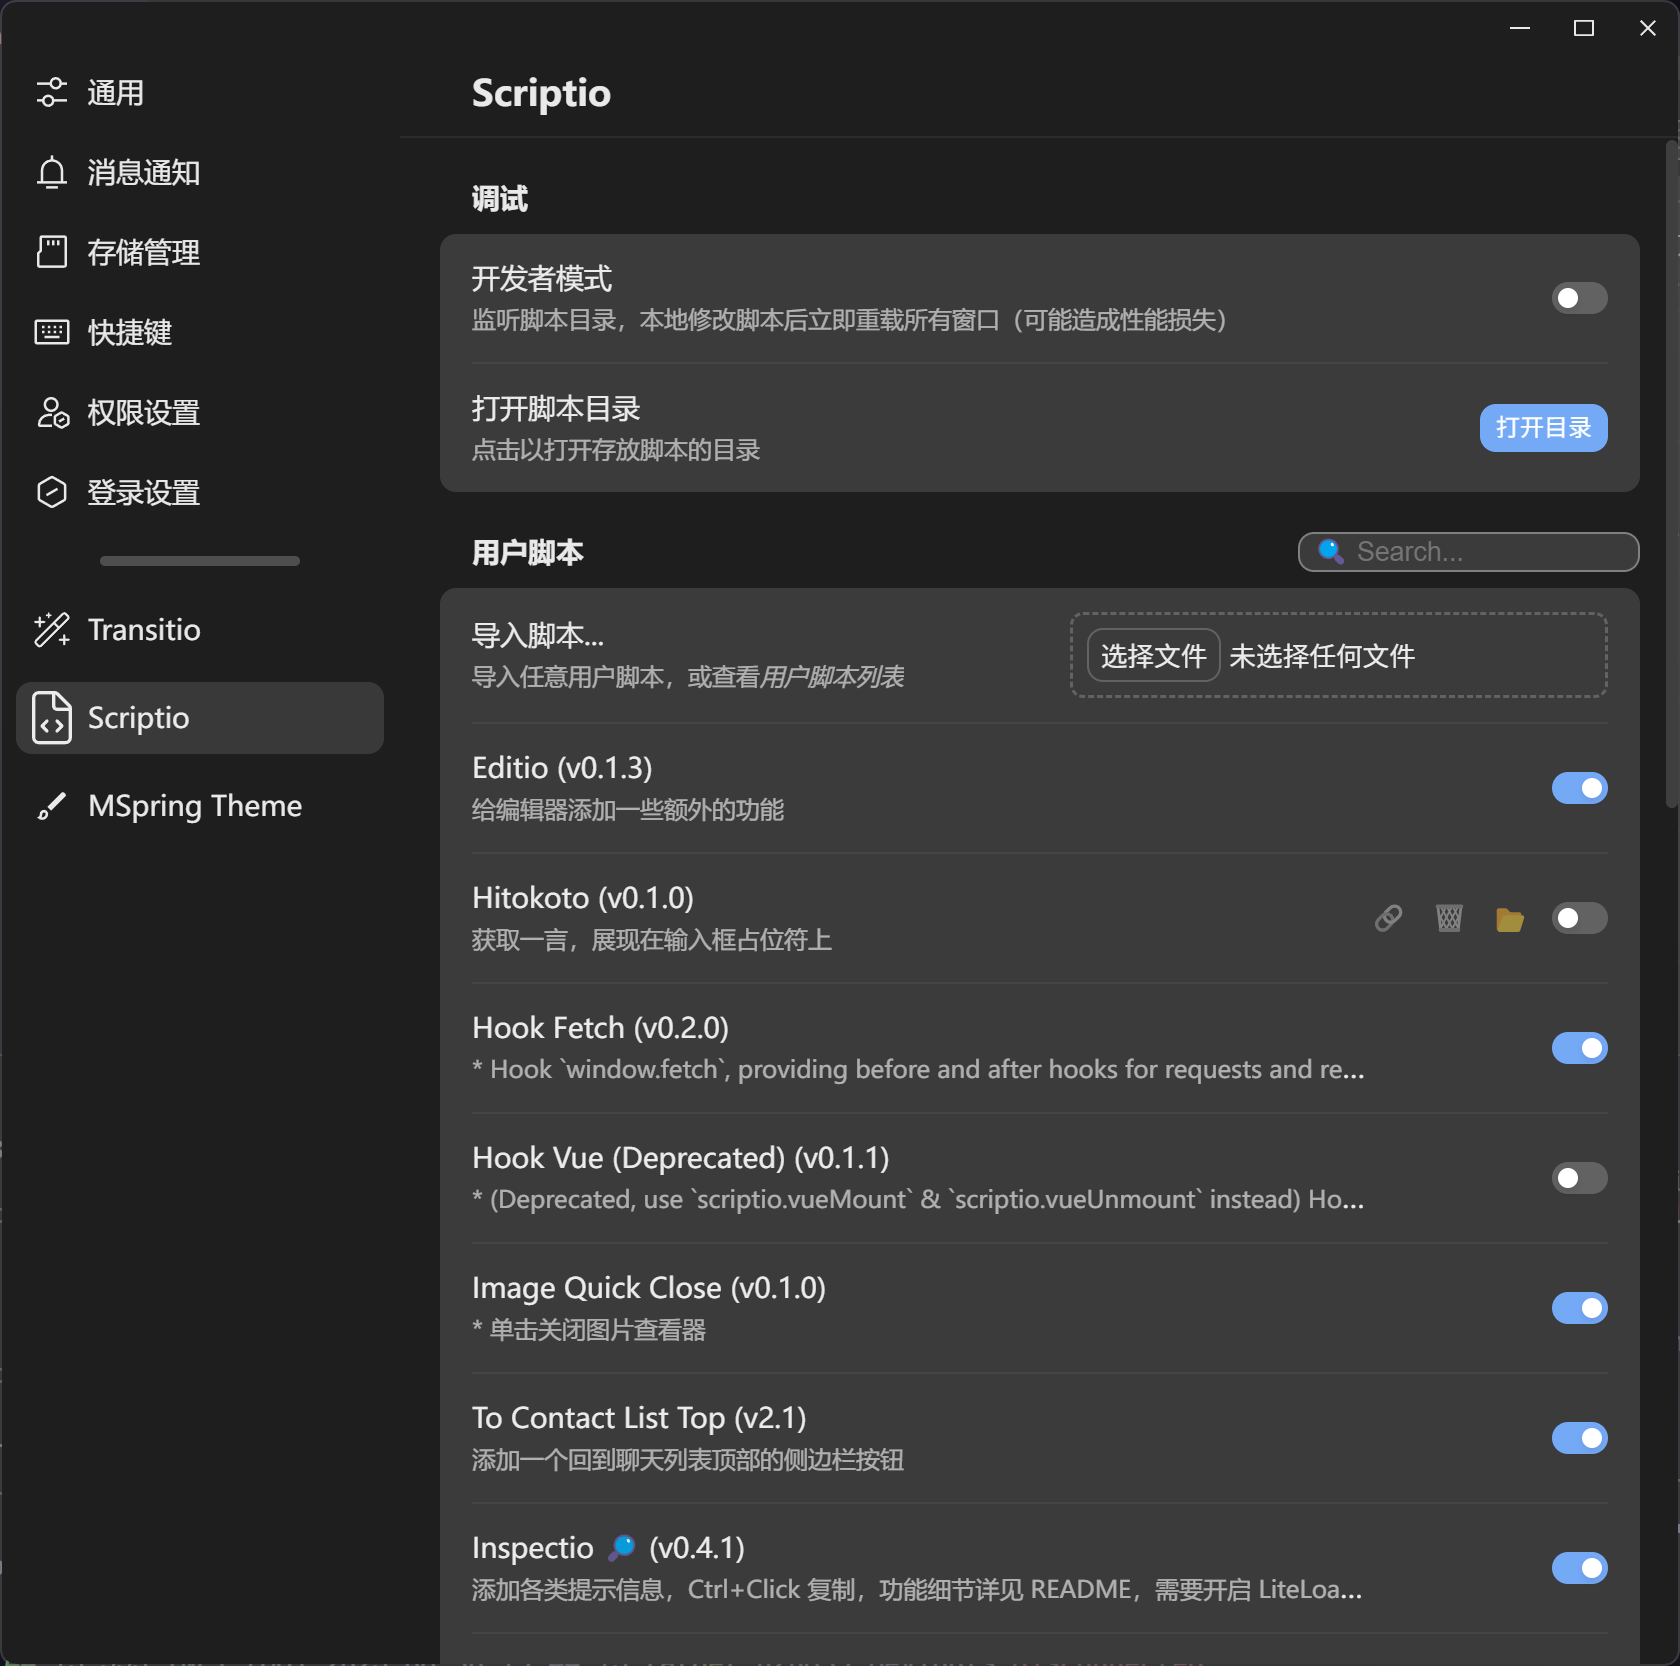 通用
消息通知
存储管理
快捷键
权限设置
登录设置
Transitio
Scriptio
MSpring Theme
Scriptio
调试
开发者模式
监听脚本目录，本地修改脚本后立即重载所有窗口（可能造成性能损失）
打开脚本目录
点击以打开存放脚本的目录
打开目录
用户脚本
Search...
导入脚本...
导入任意用户脚本，或查看用户脚本列表
选择文件 未选择任何文件
Editio (v0.1.3)
给编辑器添加一些额外的功能
Hitokoto (v0.1.0)
获取一言，展现在输入框占位符上
Hook Fetch (v0.2.0)
* Hook `window.fetch`, providing before and after hooks for requests and re...
Hook Vue (Deprecated) (v0.1.1)
* (Deprecated, use `scriptio.vueMount` & `scriptio.vueUnmount` instead) Ho...
Image Quick Close (v0.1.0)
* 单击关闭图片查看器
To Contact List Top (v2.1)
添加一个回到聊天列表顶部的侧边栏按钮
Inspectio 🔎 (v0.4.1)
添加各类提示信息，Ctrl+Click 复制，功能细节详见 README，需要开启 LiteLoa...